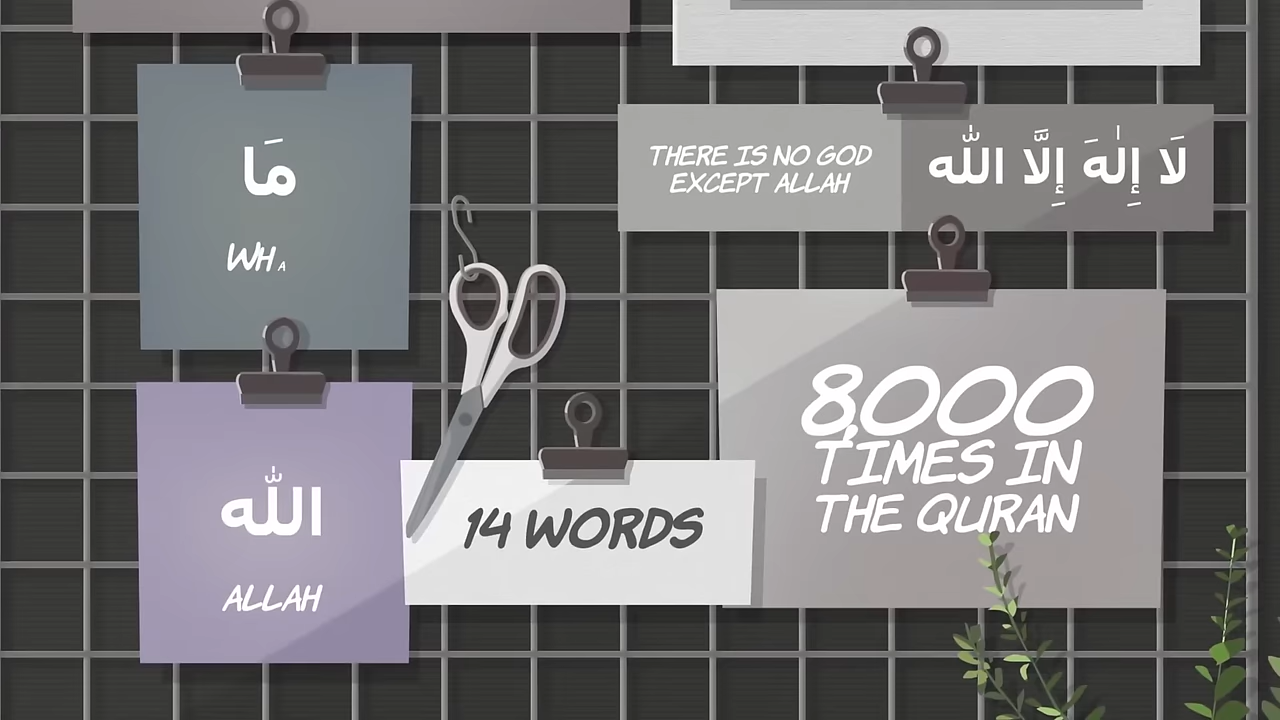 مَا
WHA
اللّٰه
ALLAH
14 WORDS
THERE IS NO GOD
EXCEPT ALLAH
لَا إِلٰهَ إِلَّا اللّٰه
8000
TIMES IN
THE QURAN